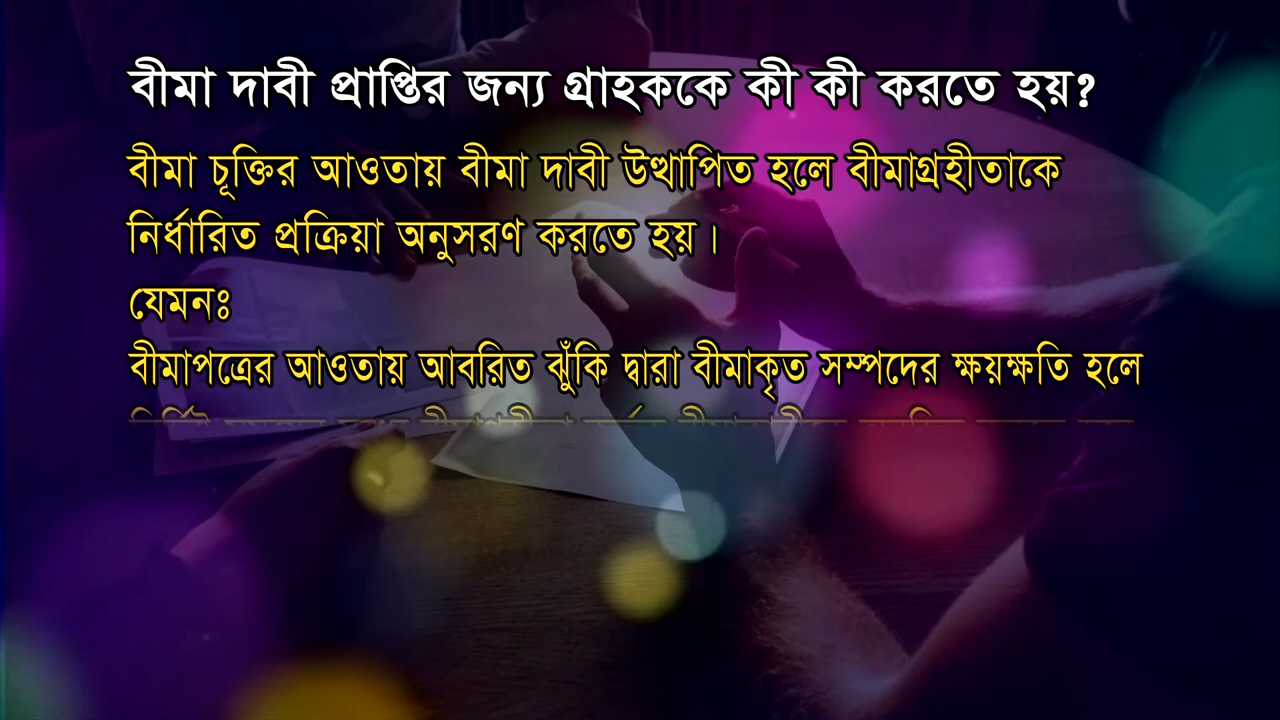 বীমা দাবী প্রাপ্তির জন্য গ্রাহককে কী কী করতে হয়?
বীমা চূক্তির আওতায় বীমা দাবী উত্থাপিত হলে বীমাগ্রহীতাকে
নির্ধারিত প্রক্রিয়া অনুসরণ করতে হয়।
যেমনঃ
বীমাপত্রের আওতায় আবরিত ঝুঁকি দ্বারা বীমাকৃত সম্পদের ক্ষয়ক্ষতি হলে